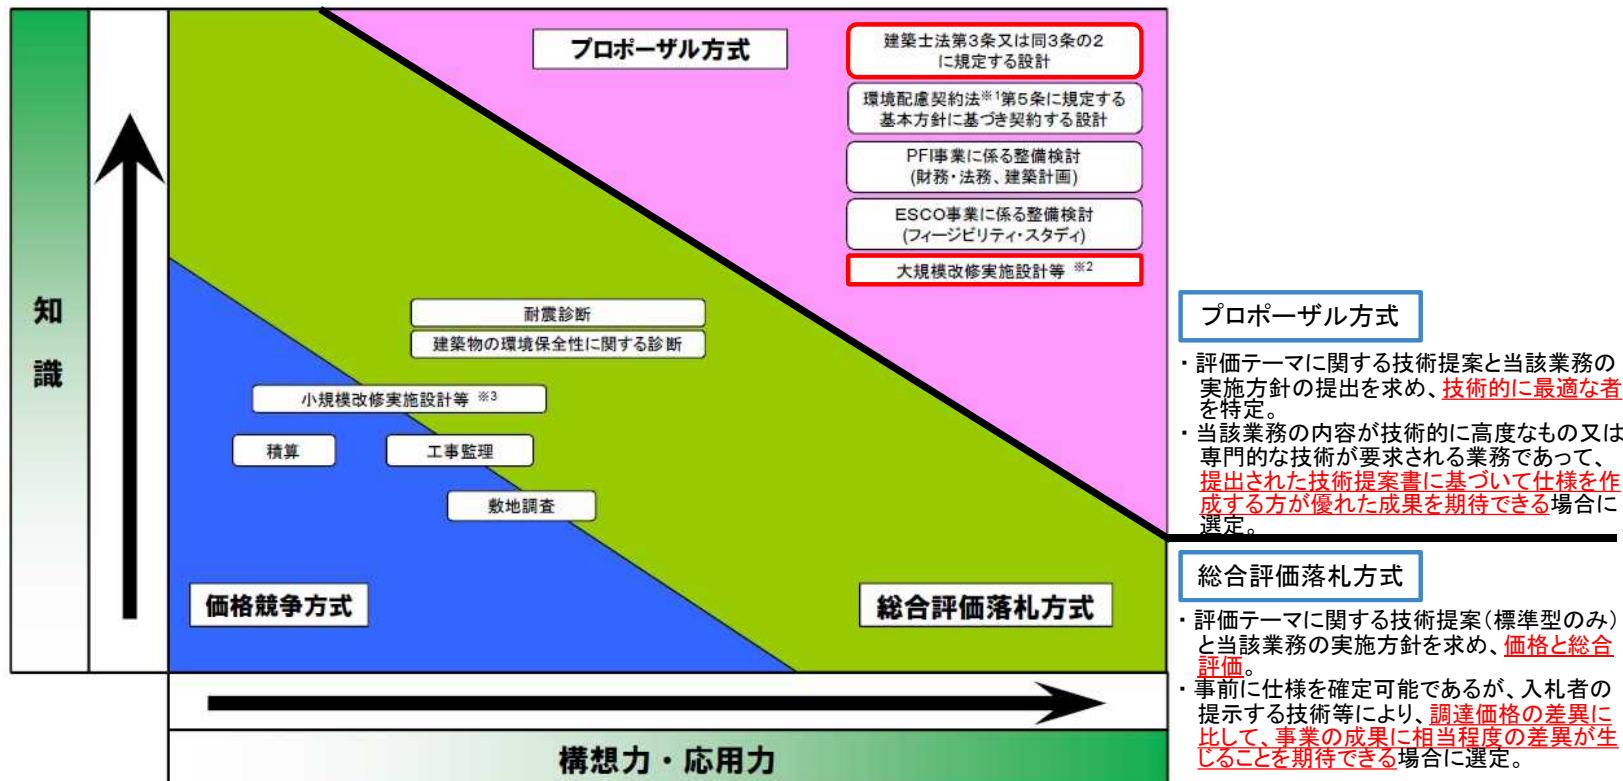 知
識
プロポーザル方式
建築士法第3条又は同3条の2
に規定する設計
環境配慮契約法※1第5条に規定する
基本方針に基づき契約する設計
PFI事業に係る整備検討
(財務・法務、建築計画)
ESCO事業に係る整備検討
(フィージビリティ・スタディ)
大規模改修実施設計等 ※2
耐震診断
建築物の環境保全性に関する診断
小規模改修実施設計等 ※3
積算
工事監理
敷地調査
価格競争方式
総合評価落札方式
構想力・応用力
プロポーザル方式
・評価テーマに関する技術提案と当該業務の
実施方針の提出を求め、技術的に最適な者
を特定。
・当該業務の内容が技術的に高度なもの又は
専門的な技術が要求される業務であって、
提出された技術提案書に基づいて仕様を作
成する方が優れた成果を期待できる場合に
選定。
総合評価落札方式
・評価テーマに関する技術提案(標準型のみ)
と当該業務の実施方針を求め、価格と総合
評価。
・事前に仕様を確定可能であるが、入札者の
提示する技術等により、調達価格の差異に
比して、事業の成果に相当程度の差異が生
じることを期待できる場合に選定。